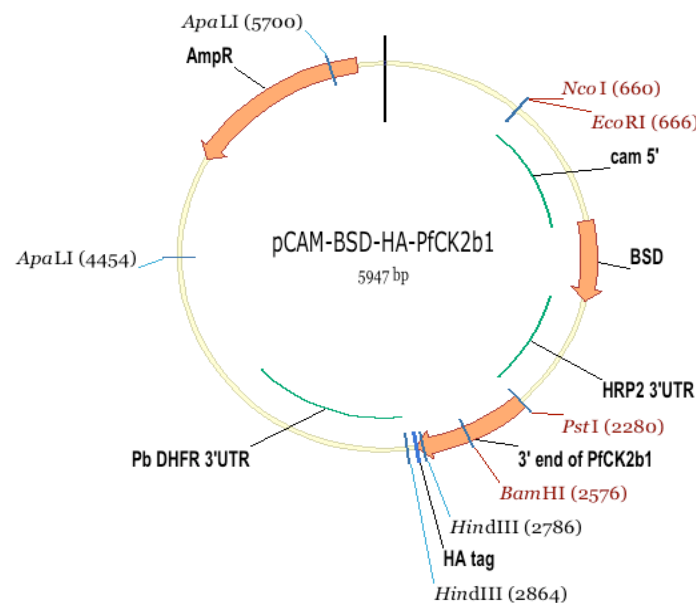 ApaLI (5700)
AmpR
NcoI (660)
EcoRI (666)
cam 5'
pCAM-BSD-HA-PfCK2b1
5947 bp
ApaLI (4454)
BSD
HRP2 3'UTR
PstI (2280)
Pb DHFR 3'UTR
3' end of PfCK2b1
BamHI (2576)
HindIII (2786)
HA tag
HindIII (2864)